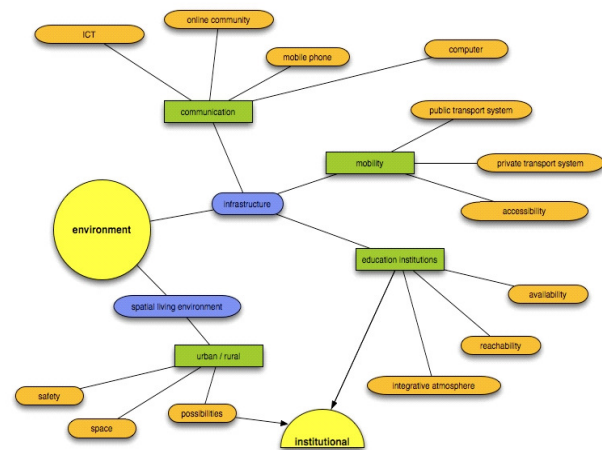 online community
ICT
mobile phone
computer
communication
public transport system
mobility
private transport system
infrastructure
accessibility
environment
education institutions
availability
spatial living environment
reachability
urban / rural
integrative atmosphere
safety
possibilities
space
institutional